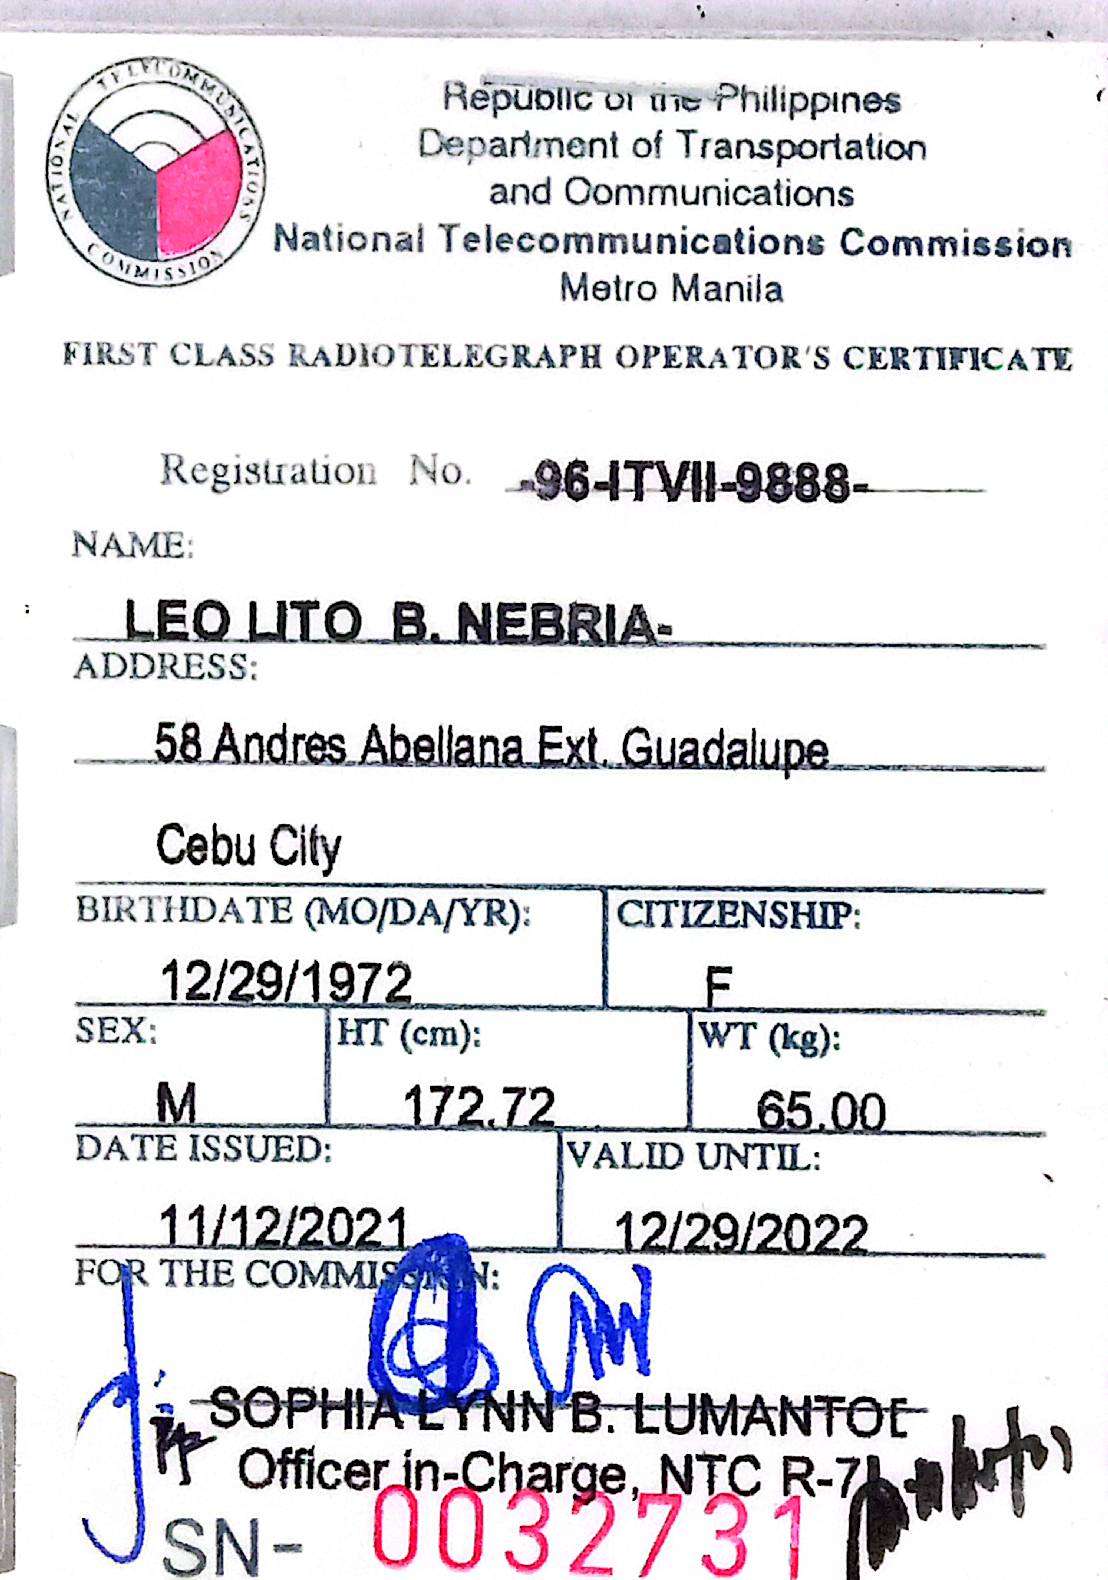 NATIONAL TELECOMMUNICATIONS COMMISSION
Republic of the Philippines
Department of Transportation
and Communications
National Telecommunications Commission
Metro Manila
FIRST CLASS RADIOTELEGRAPH OPERATOR'S CERTIFICATE
Registration No. -96-ITVII-9888-
NAME:
LEO LITO B. NEBRIA-
ADDRESS:
58 Andres Abellana Ext. Guadalupe
Cebu City
BIRTHDATE (MO/DA/YR): CITIZENSHIP:
12/29/1972 F
SEX: HT (cm): WT (kg):
M 172.72 65.00
DATE ISSUED: VALID UNTIL:
11/12/2021 12/29/2022
FOR THE COMMISSION:
SOPHIA LYNN B. LUMANTOL
Officer in-Charge, NTC R-7
SN- 0032731